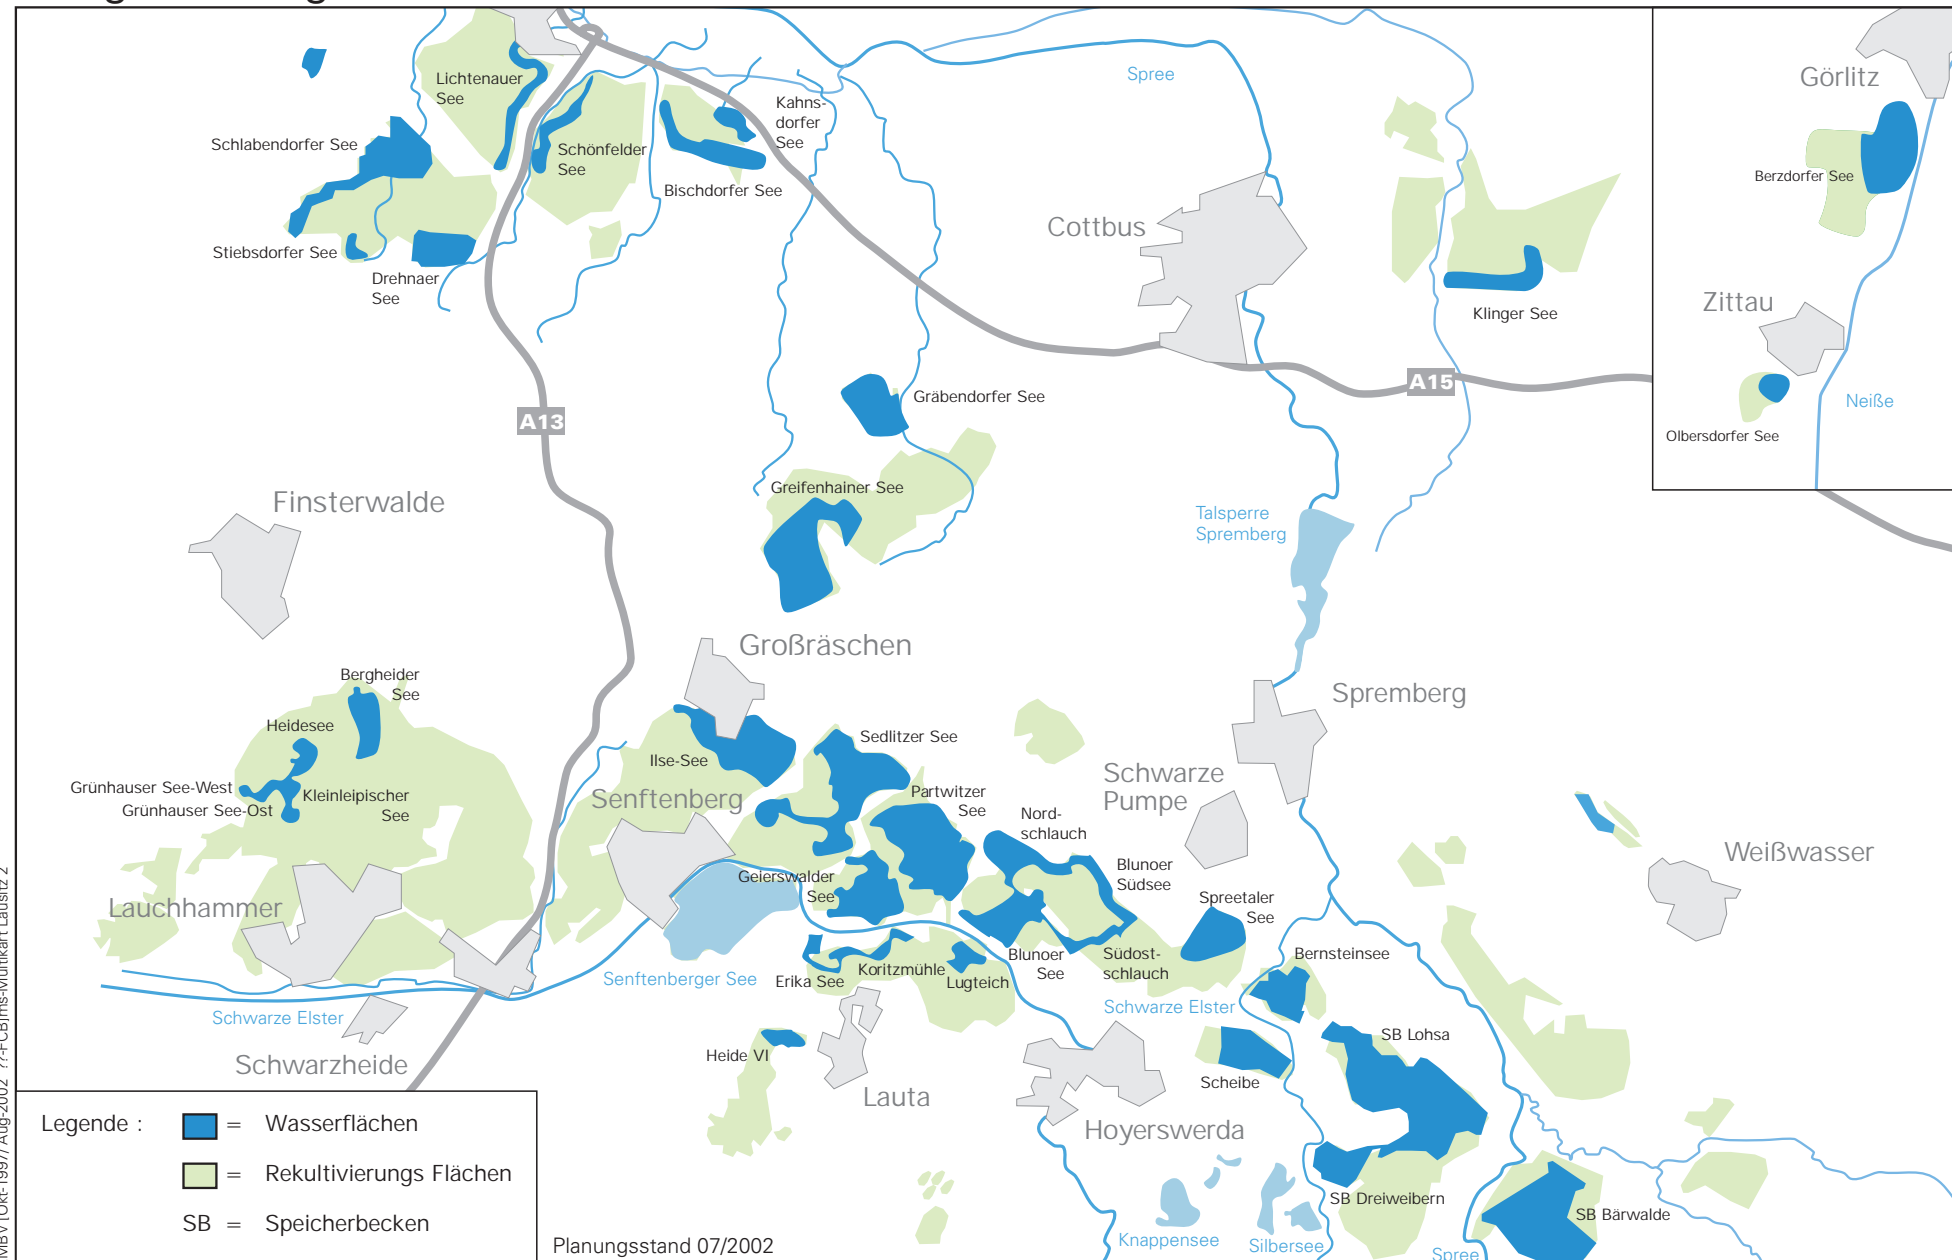 Lichtenauer
See
Kahns-
dorfer
See
Spree
Görlitz
Schlabendorfer See
Schönfelder
See
Bischdorfer See
Berzdorfer See
Cottbus
Stiebsdorfer See
Drehnaer
See
Klinger See
Zittau
A15
Gräbendorfer See
Neiße
A13
Olbersdorfer See
Greifenhainer See
Finsterwalde
Talsperre
Spremberg
Großräschen
Bergheider
See
Spremberg
Heidesee
Sedlitzer See
Ilse-See
Schwarze
Pumpe
Grünhauser See-West
Grünhauser See-Ost
Kleinleipischer
See
Senftenberg
Partwitzer
See
Nord-
schlauch
Weißwasser
Blunoer
Südsee
Geierswalder
See
Spreetaler
See
Lauchhammer
Blunoer
See
Südost-
schlauch
Bernsteinsee
Senftenberger See
Erika See
Koritzmühle
Lugteich
Schwarze Elster
Schwarze Elster
SB Lohsa
Schwarzheide
Heide VI
Scheibe
Lauta
Hoyerswerda
Legende :
= Wasserflächen
= Rekultivierungs Flächen
SB = Speicherbecken
SB Dreiweibern
SB Bärwalde
Knappensee
Silbersee
Spree
Planungsstand 07/2002